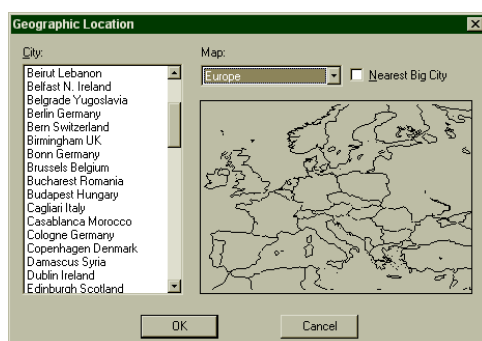 Geographic Location
City:
Map:
Europe
Nearest Big City
Beirut Lebanon
Belfast N. Ireland
Belgrade Yugoslavia
Berlin Germany
Bern Switzerland
Birmingham UK
Bonn Germany
Brussels Belgium
Bucharest Romania
Budapest Hungary
Cagliari Italy
Casablanca Morocco
Cologne Germany
Copenhagen Denmark
Damascus Syria
Dublin Ireland
Edinburgh Scotland
OK
Cancel